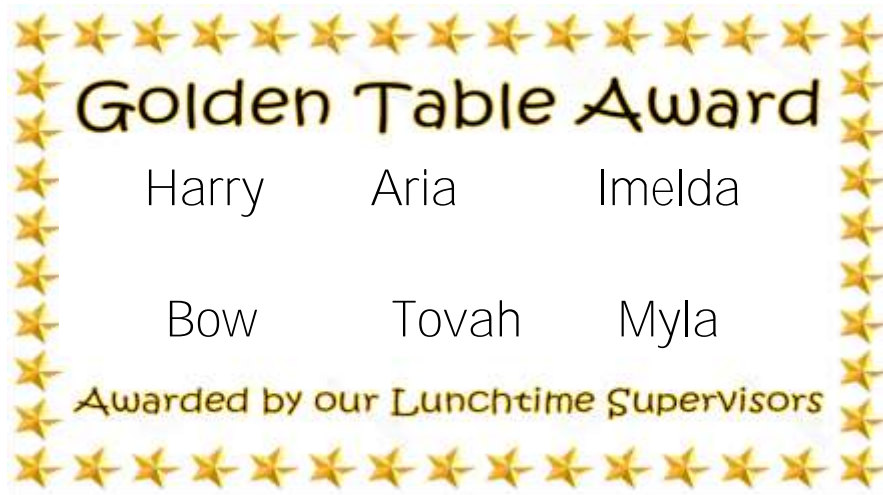 Golden Table Award
Harry Aria Imelda
Bow Tovah Myla
Awarded by our Lunchtime Supervisors